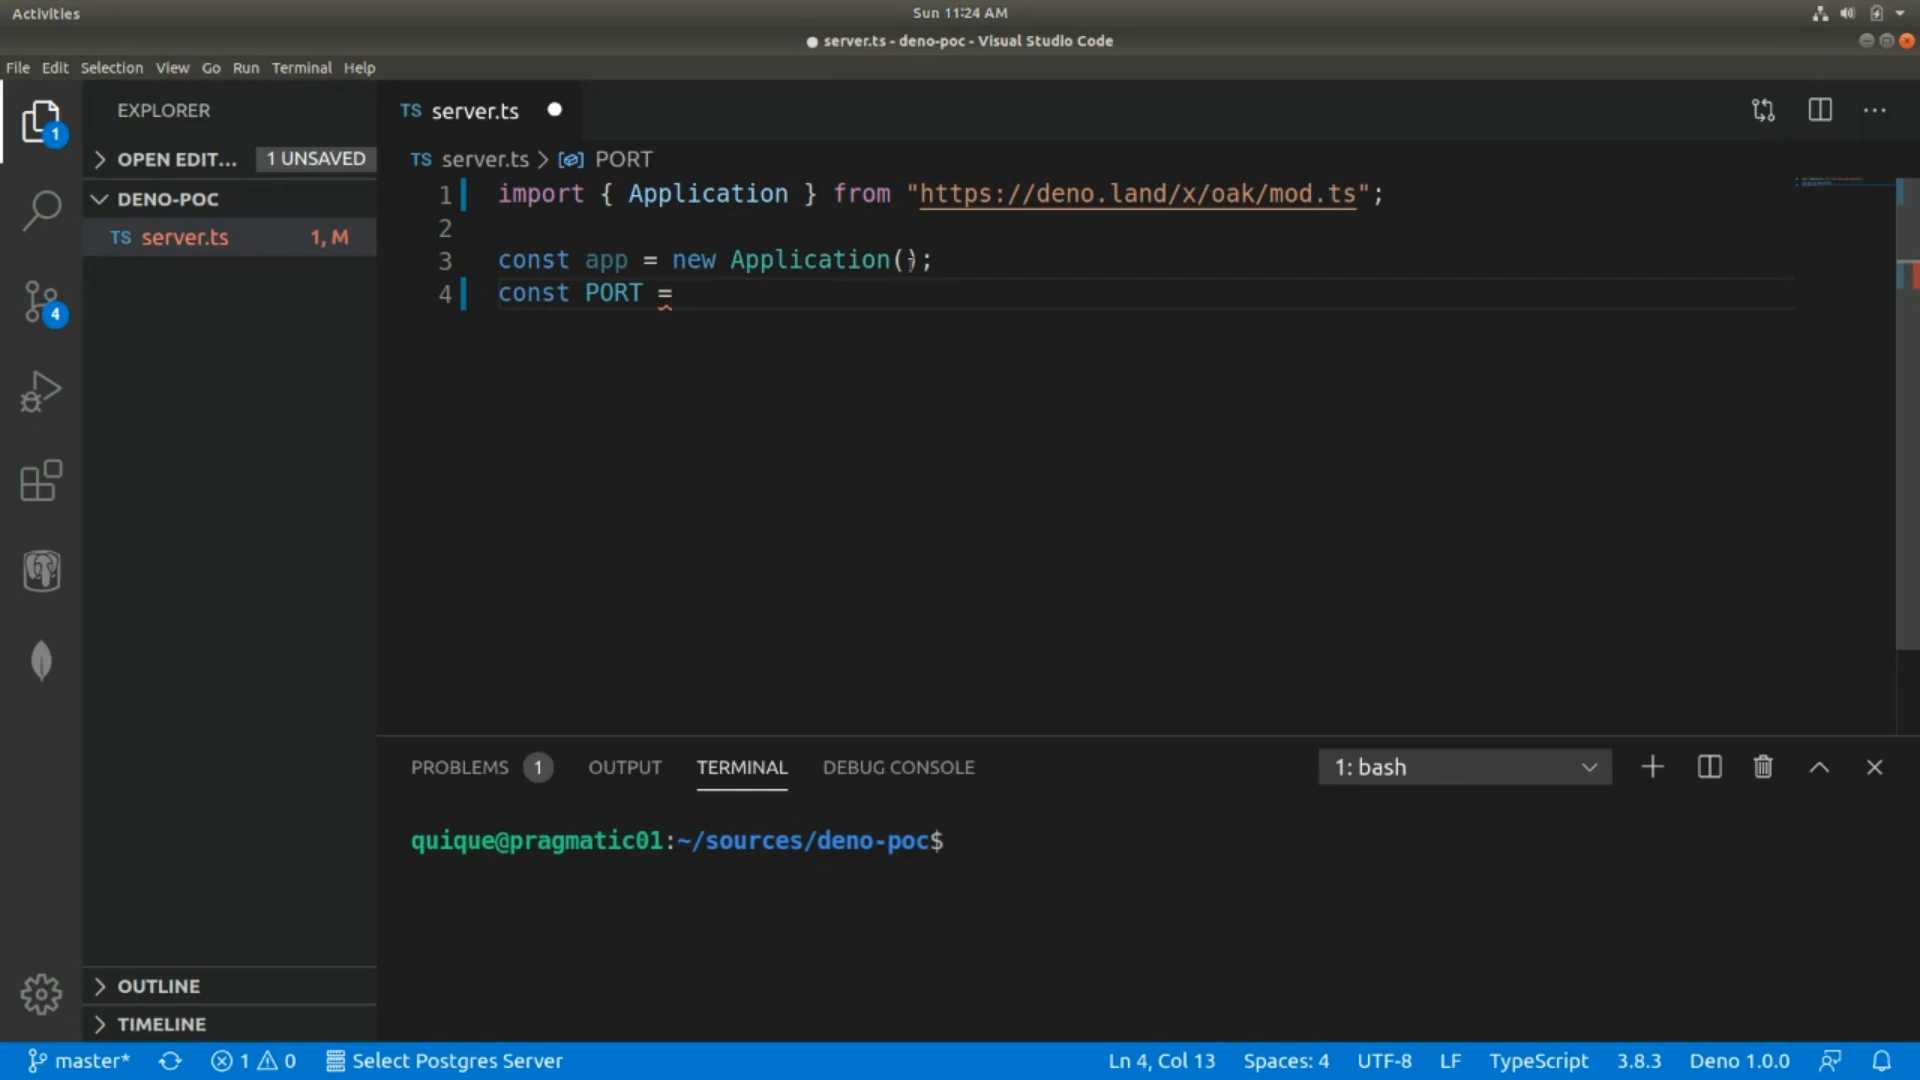 Activities
Sun 11:24 AM
● server.ts - deno-poc - Visual Studio Code
File Edit Selection View Go Run Terminal Help
EXPLORER
OPEN EDIT... 1 UNSAVED
DENO-POC
TS server.ts 1, M
OUTLINE
TIMELINE
1
4
TS server.ts ●
TS server.ts > PORT
1 import { Application } from "https://deno.land/x/oak/mod.ts";
2
3 const app = new Application();
4 const PORT =
PROBLEMS 1 OUTPUT TERMINAL DEBUG CONSOLE 1: bash
quique@pragmatic01:~/sources/deno-poc$
master* 1 0 Select Postgres Server Ln 4, Col 13 Spaces: 4 UTF-8 LF TypeScript 3.8.3 Deno 1.0.0